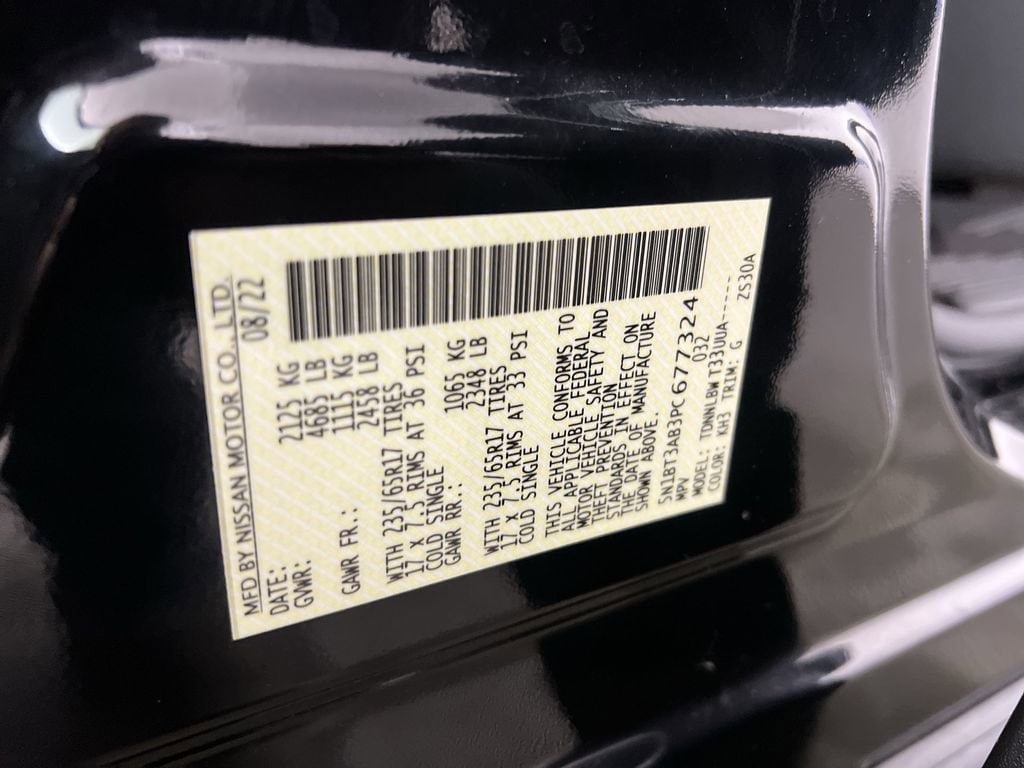 MFD BY NISSAN MOTOR CO., LTD.
DATE: 08/22
GVWR: 2125 KG
4685 LB
GAWR FR.: 1115 KG
2458 LB
WITH 235/65R17 TIRES
17 X 7.5 RIMS AT 36 PSI
COLD SINGLE
GAWR RR.: 1065 KG
2348 LB
WITH 235/65R17 TIRES
17 X 7.5 RIMS AT 33 PSI
COLD SINGLE
THIS VEHICLE CONFORMS TO
ALL APPLICABLE FEDERAL
MOTOR VEHICLE SAFETY AND
THEFT PREVENTION
STANDARDS IN EFFECT ON
THE DATE OF MANUFACTURE
SHOWN ABOVE.
5N1BT3AB3PC677324
MPV 032
MODEL: TDMNLBW T33UUA-----
COLOR: KH3 TRIM: G ZS30A